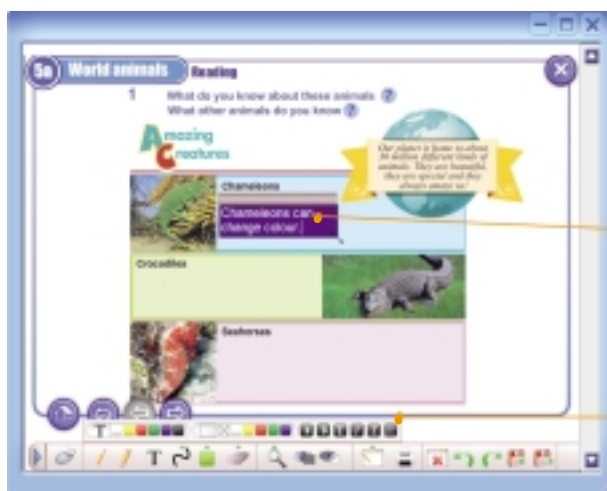 5a World animals Reading
1 What do you know about these animals ?
What other animals do you know ?
Amazing
Creatures
Our planet is home to about
30 million different kinds of
animals. They are beautiful,
they are special and they
always amaze us!
Chameleons
Chameleons can
change colour.
Crocodiles
Seahorses
T
T